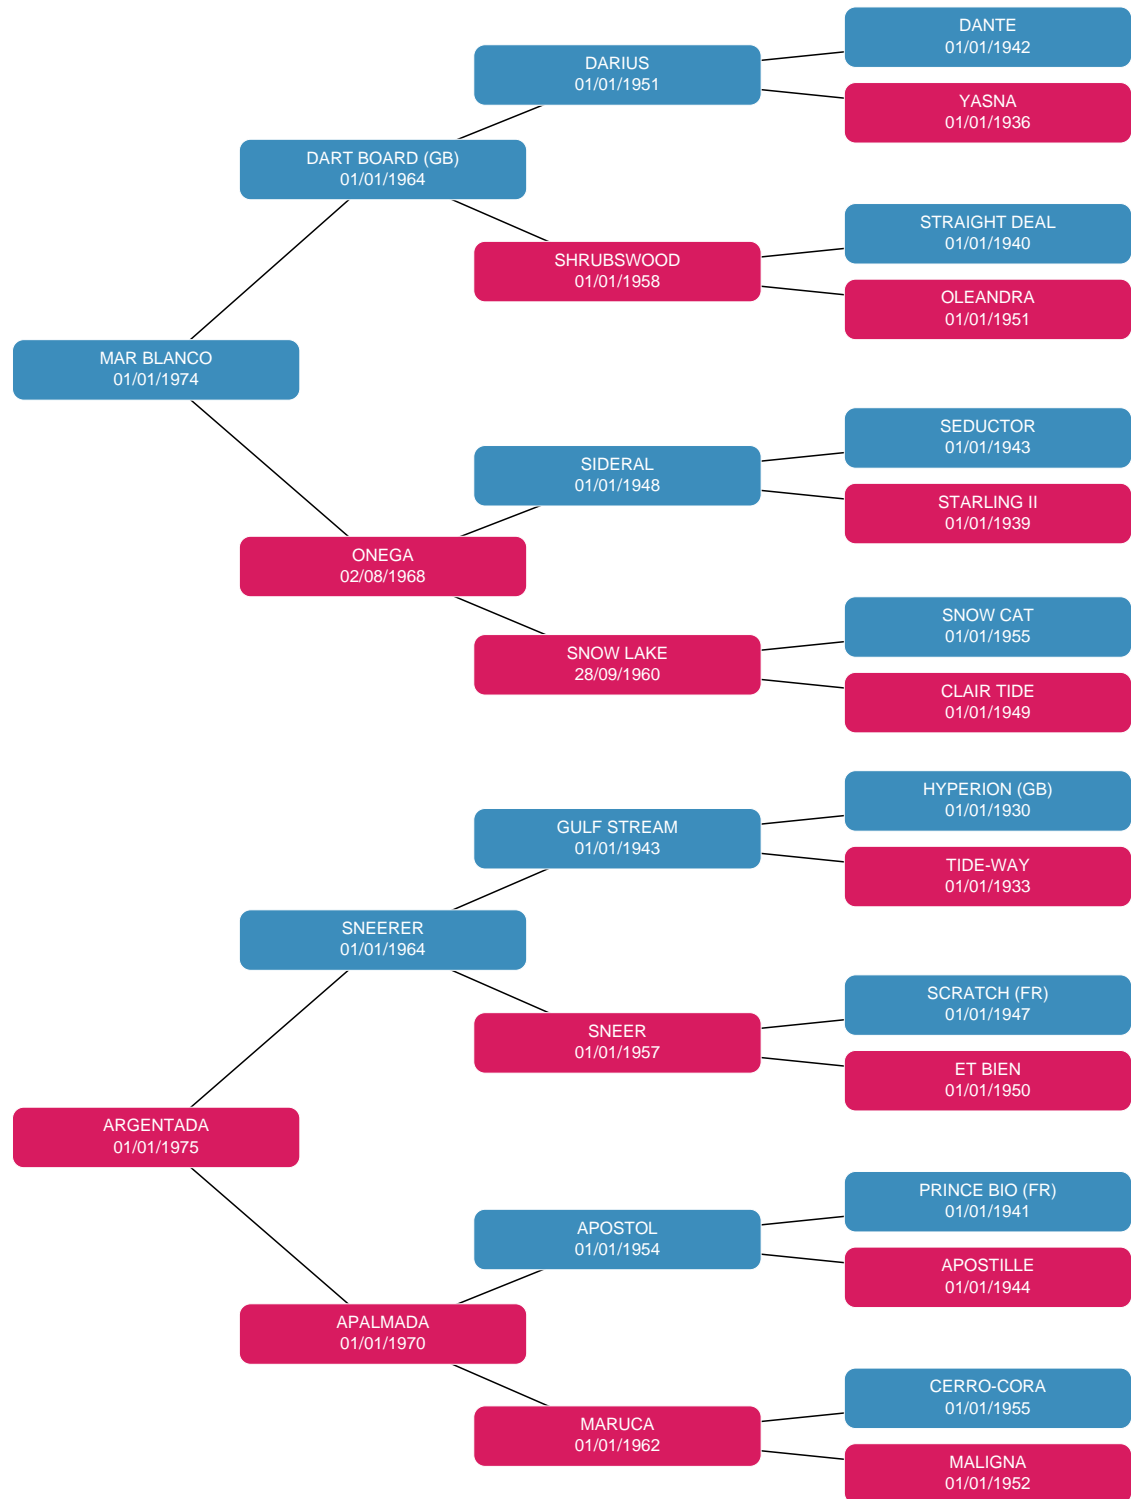 DANTE
01/01/1942
DARIUS
01/01/1951
YASNA
01/01/1936
DART BOARD (GB)
01/01/1964
STRAIGHT DEAL
01/01/1940
SHRUBSWOOD
01/01/1958
OLEANDRA
01/01/1951
MAR BLANCO
01/01/1974
SEDUCTOR
01/01/1943
SIDERAL
01/01/1948
STARLING II
01/01/1939
ONEGA
02/08/1968
SNOW CAT
01/01/1955
SNOW LAKE
28/09/1960
CLAIR TIDE
01/01/1949
HYPERION (GB)
01/01/1930
GULF STREAM
01/01/1943
TIDE-WAY
01/01/1933
SNEERER
01/01/1964
SCRATCH (FR)
01/01/1947
SNEER
01/01/1957
ET BIEN
01/01/1950
ARGENTADA
01/01/1975
PRINCE BIO (FR)
01/01/1941
APOSTOL
01/01/1954
APOSTILLE
01/01/1944
APALMADA
01/01/1970
CERRO-CORA
01/01/1955
MARUCA
01/01/1962
MALIGNA
01/01/1952